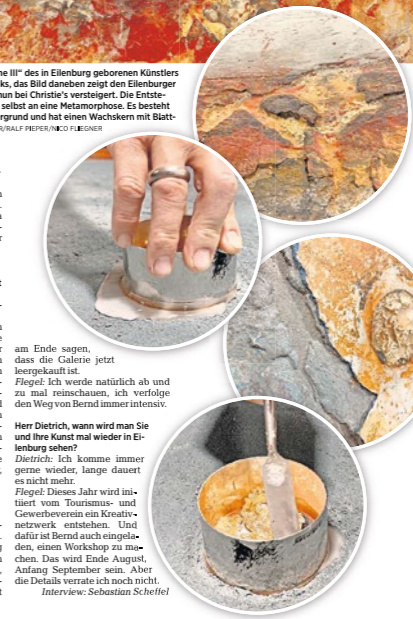 ne III“ des in Eilenburg geborenen Künstlers
ks, das Bild daneben zeigt den Eilenburger
nun bei Christie’s versteigert. Die Entste-
selbst an eine Metamorphose. Es besteht
rgrund und hat einen Wachskern mit Blatt-
R/RALF PIEPER/NICO FLIEGNER
am Ende sagen,
dass die Galerie jetzt
leergekauft ist.
Flegel: Ich werde natürlich ab und
zu mal reinschauen, ich verfolge
den Weg von Bernd immer intensiv.
Herr Dietrich, wann wird man Sie
und Ihre Kunst mal wieder in Ei-
lenburg sehen?
Dietrich: Ich komme immer
gerne wieder, lange dauert
es nicht mehr.
Flegel: Dieses Jahr wird ini-
tiiert vom Tourismus- und
Gewerbeverein ein Kreativ-
netzwerk entstehen. Und
dafür ist Bernd auch eingela-
den, einen Workshop zu ma-
chen. Das wird Ende August,
Anfang September sein. Aber
die Details verrate ich noch nicht.
Interview: Sebastian Scheffel